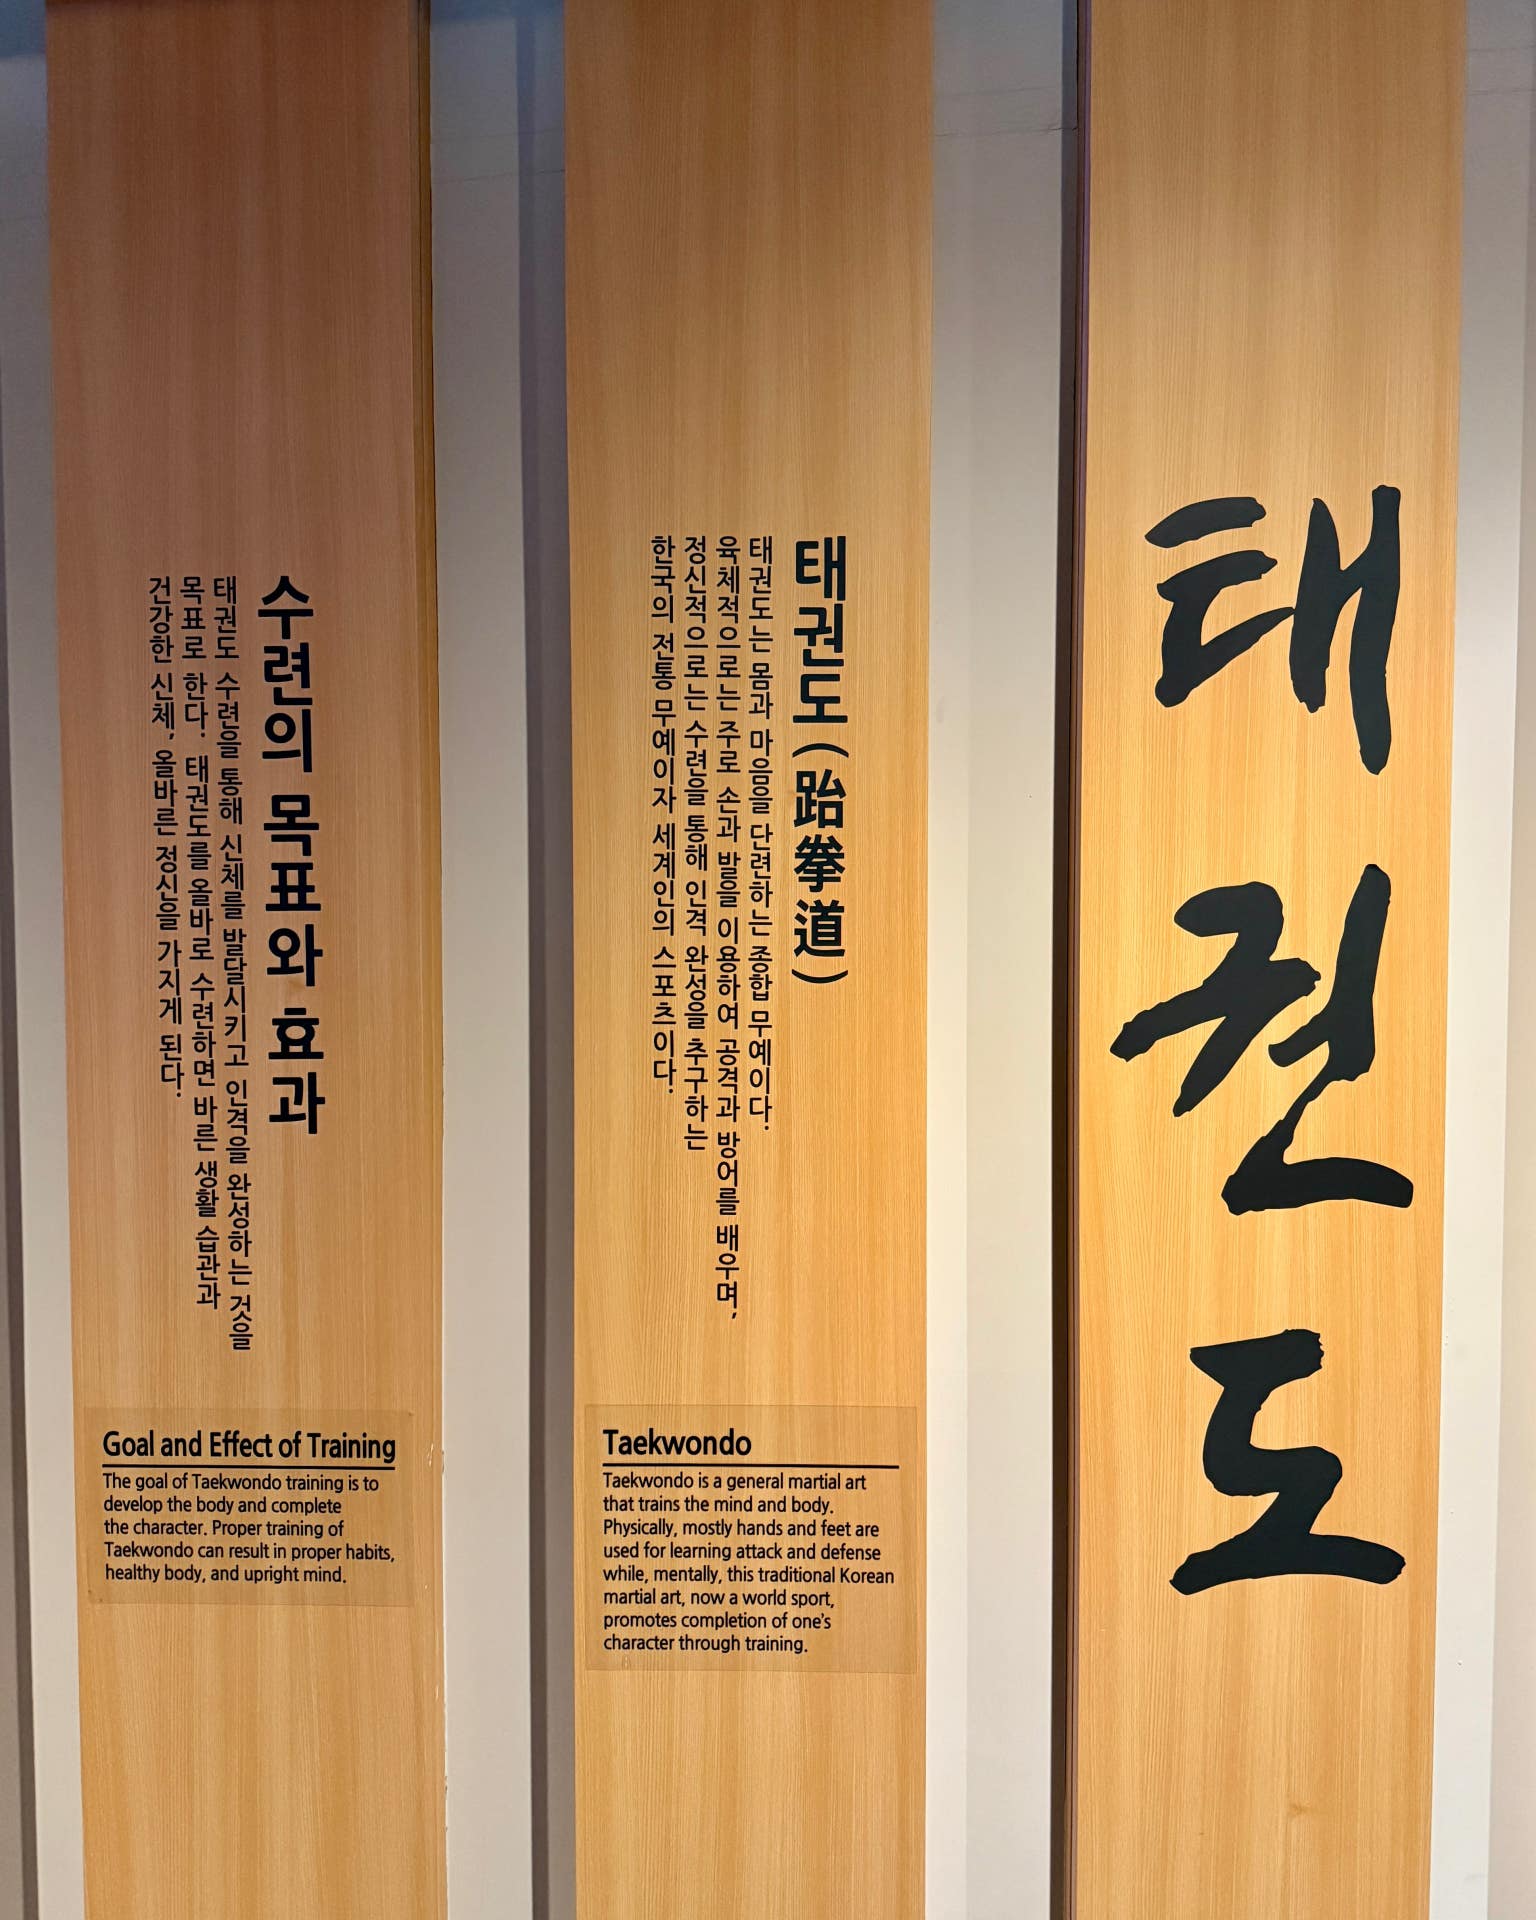 태권도
태권도(跆拳道)
태권도는 몸과 마음을 단련하는 종합 무예이다.
육체적으로는 주로 손과 발을 이용하여 공격과 방어를 배우며,
정신적으로는 수련을 통해 인격 완성을 추구하는
한국의 전통 무예이자 세계인의 스포츠이다.
Taekwondo
Taekwondo is a general martial art
that trains the mind and body.
Physically, mostly hands and feet are
used for learning attack and defense
while, mentally, this traditional Korean
martial art, now a world sport,
promotes completion of one's
character through training.
수련의 목표와 효과
태권도 수련을 통해 신체를 발달시키고 인격을 완성하는 것을
목표로 한다. 태권도를 올바로 수련하면 바른 생활 습관과
건강한 신체, 올바른 정신을 가지게 된다.
Goal and Effect of Training
The goal of Taekwondo training is to
develop the body and complete
the character. Proper training of
Taekwondo can result in proper habits,
healthy body, and upright mind.